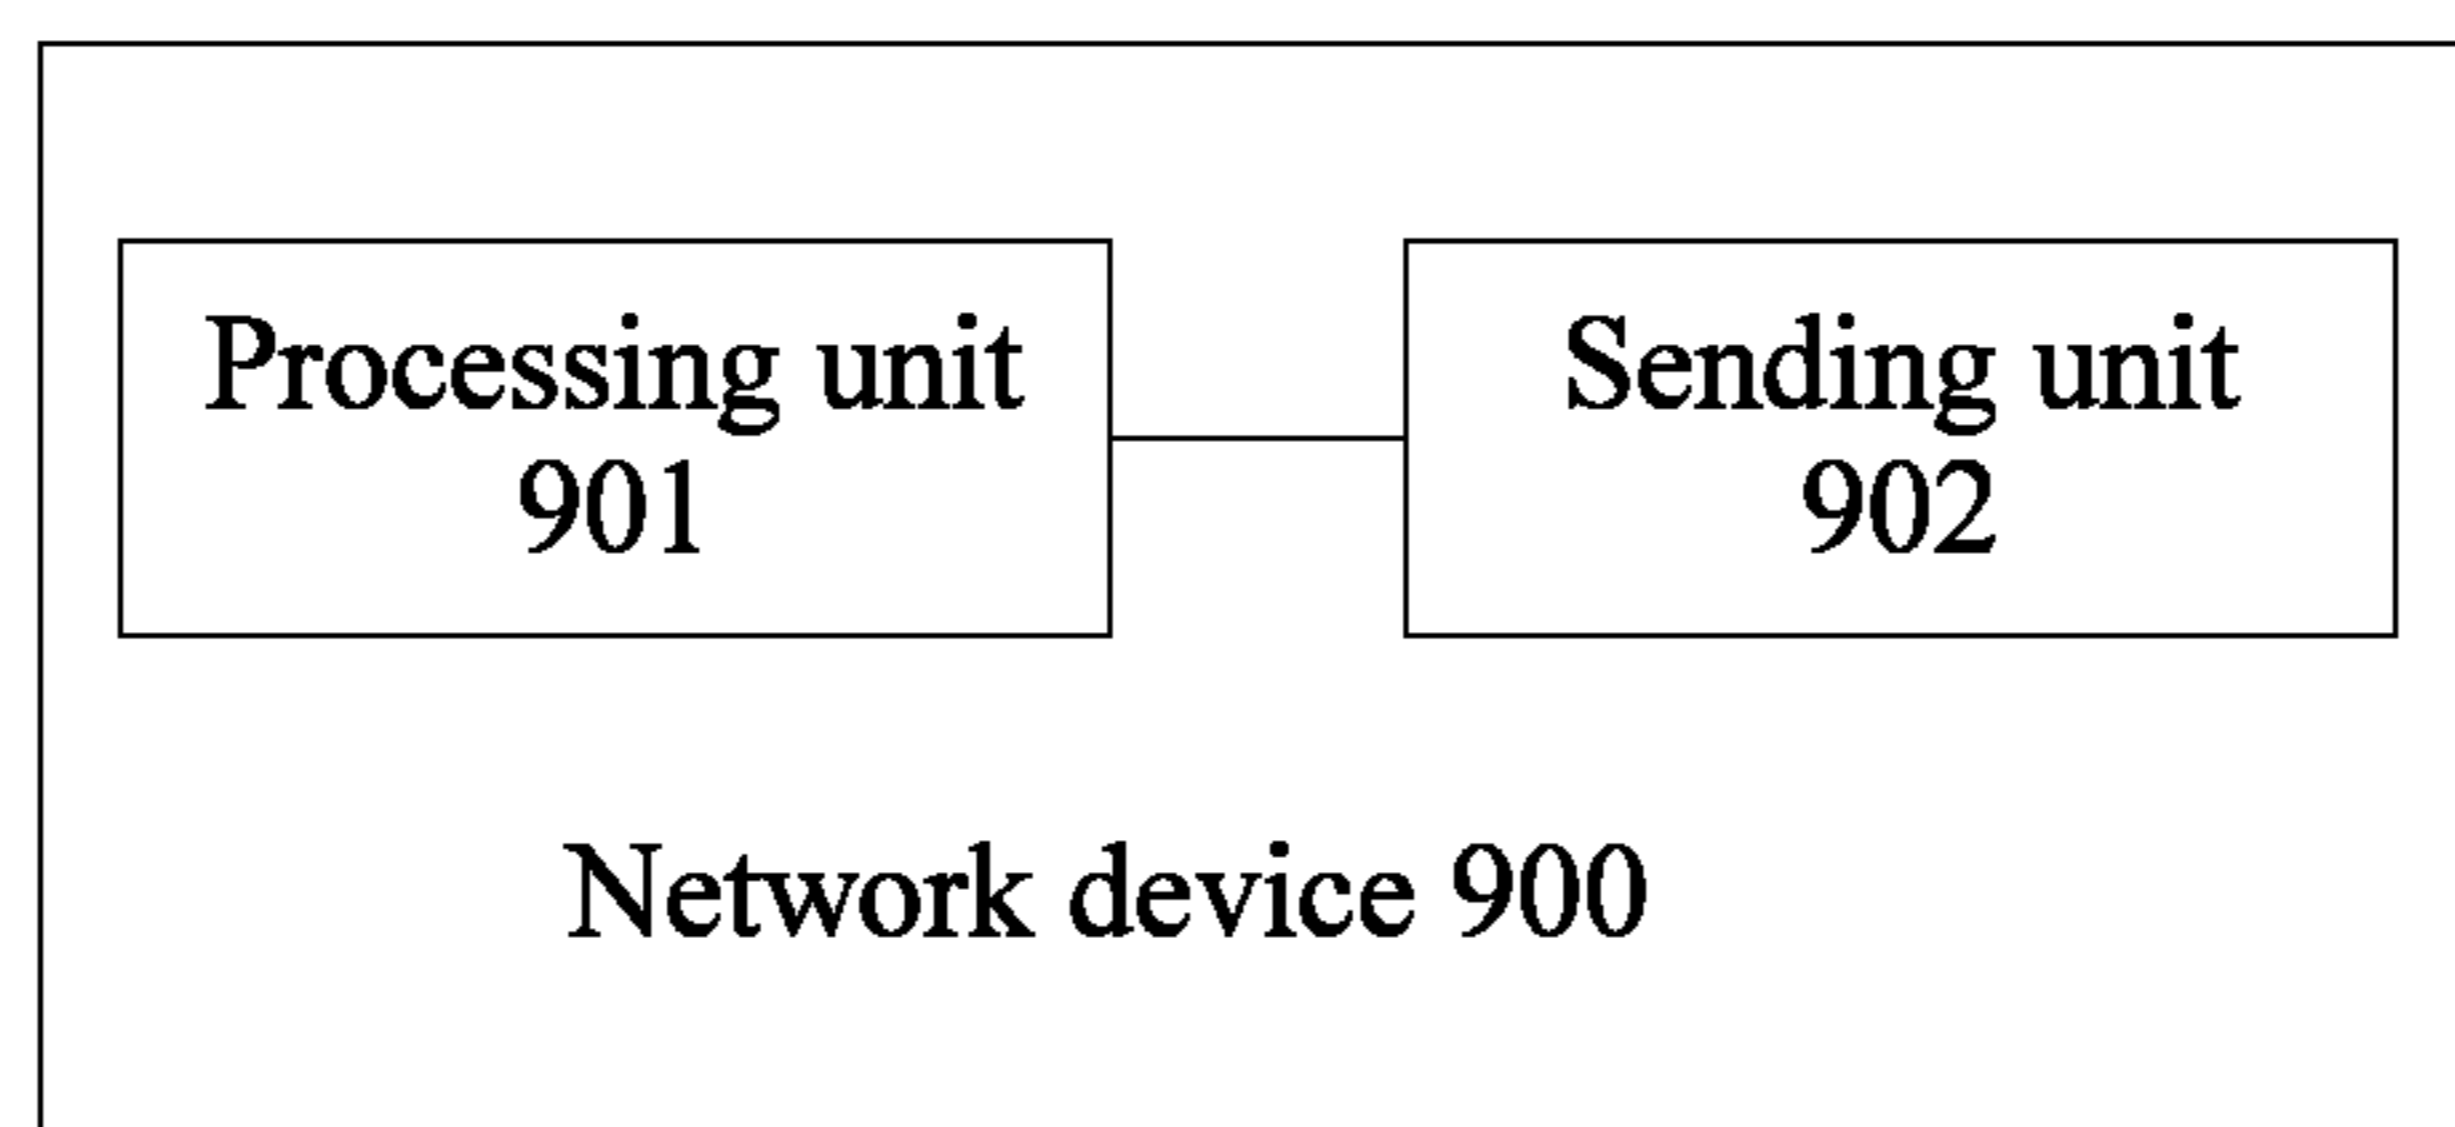 Processing unit
901
Sending unit
902
Network device 900